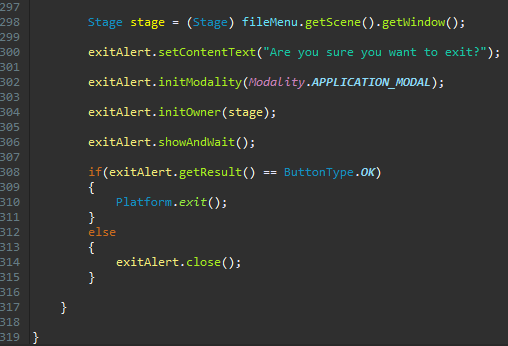 297
298 Stage stage = (Stage) fileMenu.getScene().getWindow();
299
300 exitAlert.setContentText("Are you sure you want to exit?");
301
302 exitAlert.initModality(Modality.APPLICATION_MODAL);
303
304 exitAlert.initOwner(stage);
305
306 exitAlert.showAndWait();
307
308 if(exitAlert.getResult() == ButtonType.OK)
309 {
310 Platform.exit();
311 }
312 else
313 {
314 exitAlert.close();
315 }
316
317 }
318
319 }